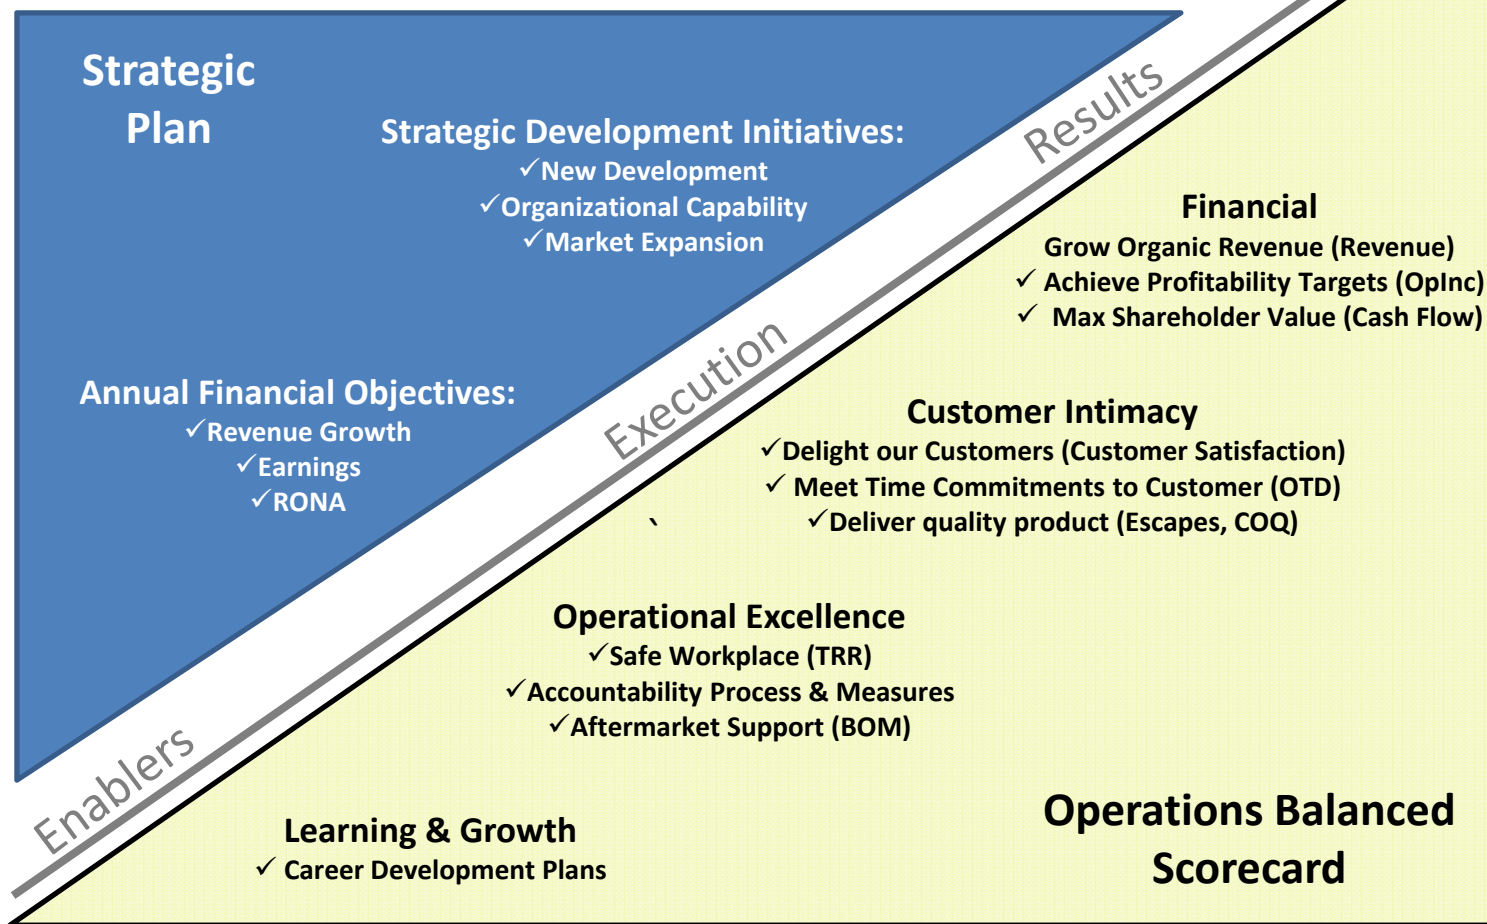 Strategic
Plan
Strategic Development Initiatives:
✓New Development
✓Organizational Capability
✓Market Expansion
Annual Financial Objectives:
✓Revenue Growth
✓Earnings
✓RONA
Results
Execution
Enablers
Financial
Grow Organic Revenue (Revenue)
✓ Achieve Profitability Targets (OpInc)
✓ Max Shareholder Value (Cash Flow)
Customer Intimacy
✓Delight our Customers (Customer Satisfaction)
✓ Meet Time Commitments to Customer (OTD)
✓Deliver quality product (Escapes, COQ)
`
Operational Excellence
✓Safe Workplace (TRR)
✓Accountability Process & Measures
✓Aftermarket Support (BOM)
Learning & Growth
✓ Career Development Plans
Operations Balanced
Scorecard